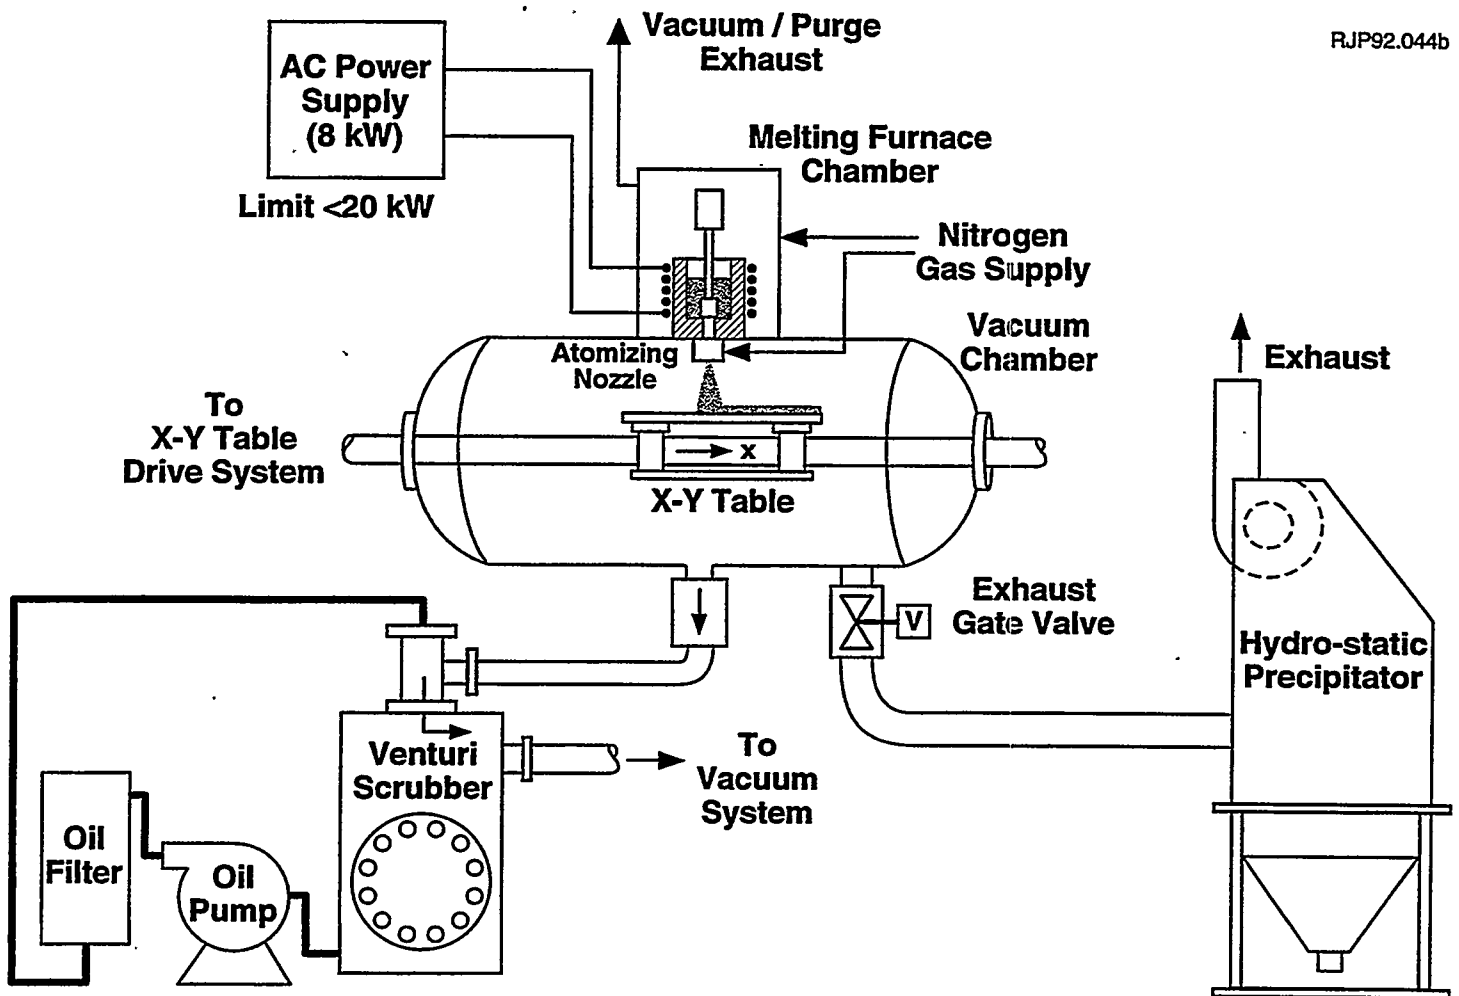 Vacuum / Purge
Exhaust
RJP92.044b
AC Power
Supply
(8 kW)
Limit <20 kW
Melting Furnace
Chamber
Nitrogen
Gas Supply
Vacuum
Chamber
Atomizing
Nozzle
Exhaust
To
X-Y Table
Drive System
x
X-Y Table
Exhaust
Gate Valve
V
Hydro-static
Precipitator
Venturi
Scrubber
To
Vacuum
System
Oil
Filter
Oil
Pump